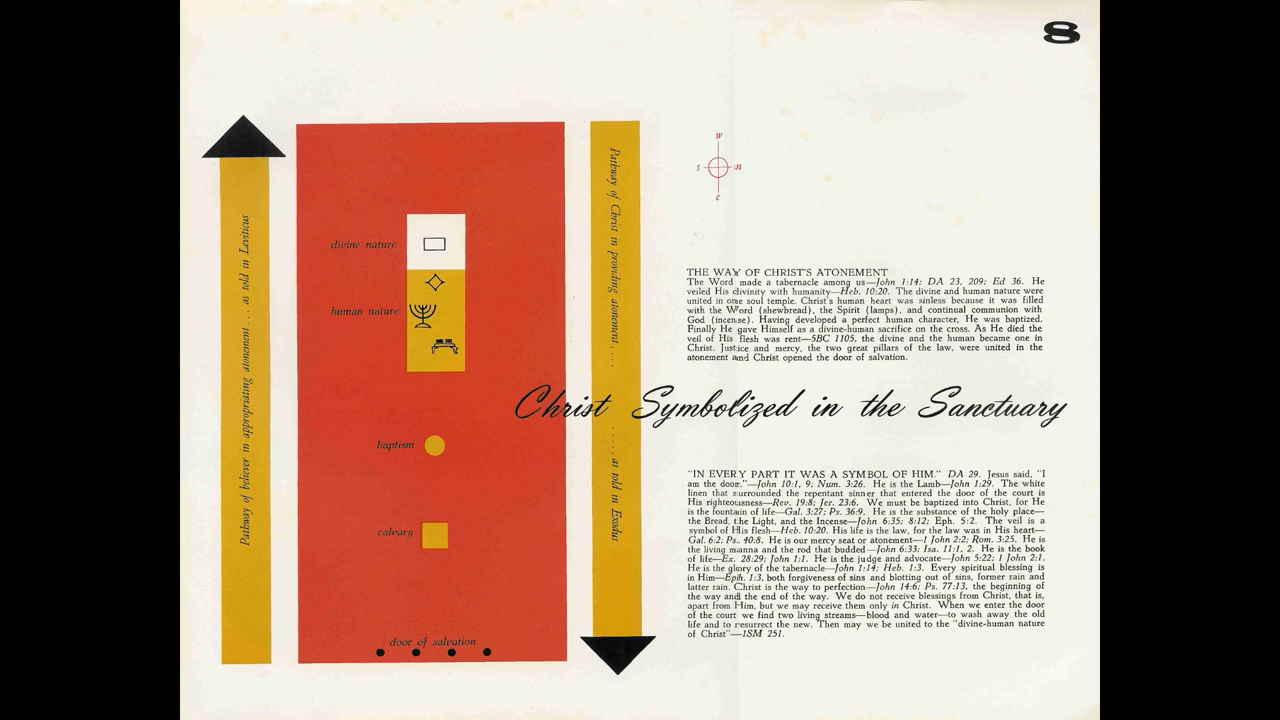 8
w
s n
e
Pathway of believer in appropriating atonement . . . as told in Leviticus
divine nature
human nature
baptism
calvary
door of salvation
Pathway of Christ in providing atonement . . . . . . . . as told in Exodus
THE WAY OF CHRIST'S ATONEMENT
The Word made a tabernacle among us—John 1:14; DA 23, 209; Ed 36. He
veiled His divinity with humanity—Heb. 10:20. The divine and human nature were
united in one soul temple. Christ's human heart was sinless because it was filled
with the Word (shewbread), the Spirit (lamps), and continual communion with
God (incense). Having developed a perfect human character, He was baptized.
Finally He gave Himself as a divine-human sacrifice on the cross. As He died the
veil of His flesh was rent—5BC 1105, the divine and the human became one in
Christ. Justice and mercy, the two great pillars of the law, were united in the
atonement and Christ opened the door of salvation.
Christ Symbolized in the Sanctuary
"IN EVERY PART IT WAS A SYMBOL OF HIM." DA 29. Jesus said, "I
am the door."—John 10:1, 9; Num. 3:26. He is the Lamb—John 1:29. The white
linen that surrounded the repentant sinner that entered the door of the court is
His righteousness—Rev. 19:8; Jer. 23:6. We must be baptized into Christ, for He
is the fountain of life—Gal. 3:27; Ps. 36:9. He is the substance of the holy place—
the Bread, the Light, and the Incense—John 6:35; 8:12; Eph. 5:2. The veil is a
symbol of His flesh—Heb. 10:20. His life is the law, for the law was in His heart—
Gal. 6:2; Ps. 40:8. He is our mercy seat or atonement—1 John 2:2; Rom. 3:25. He is
the living manna and the rod that budded—John 6:33; Isa. 11:1, 2. He is the book
of life—Ex. 28:29; John 1:1. He is the judge and advocate—John 5:22; 1 John 2:1.
He is the glory of the tabernacle—John 1:14; Heb. 1:3. Every spiritual blessing is
in Him—Eph. 1:3, both forgiveness of sins and blotting out of sins, former rain and
latter rain. Christ is the way to perfection—John 14:6; Ps. 77:13, the beginning of
the way and the end of the way. We do not receive blessings from Christ, that is,
apart from Him, but we may receive them only in Christ. When we enter the door
of the court we find two living streams—blood and water—to wash away the old
life and to resurrect the new. Then may we be united to the "divine-human nature
of Christ"—1SM 251.